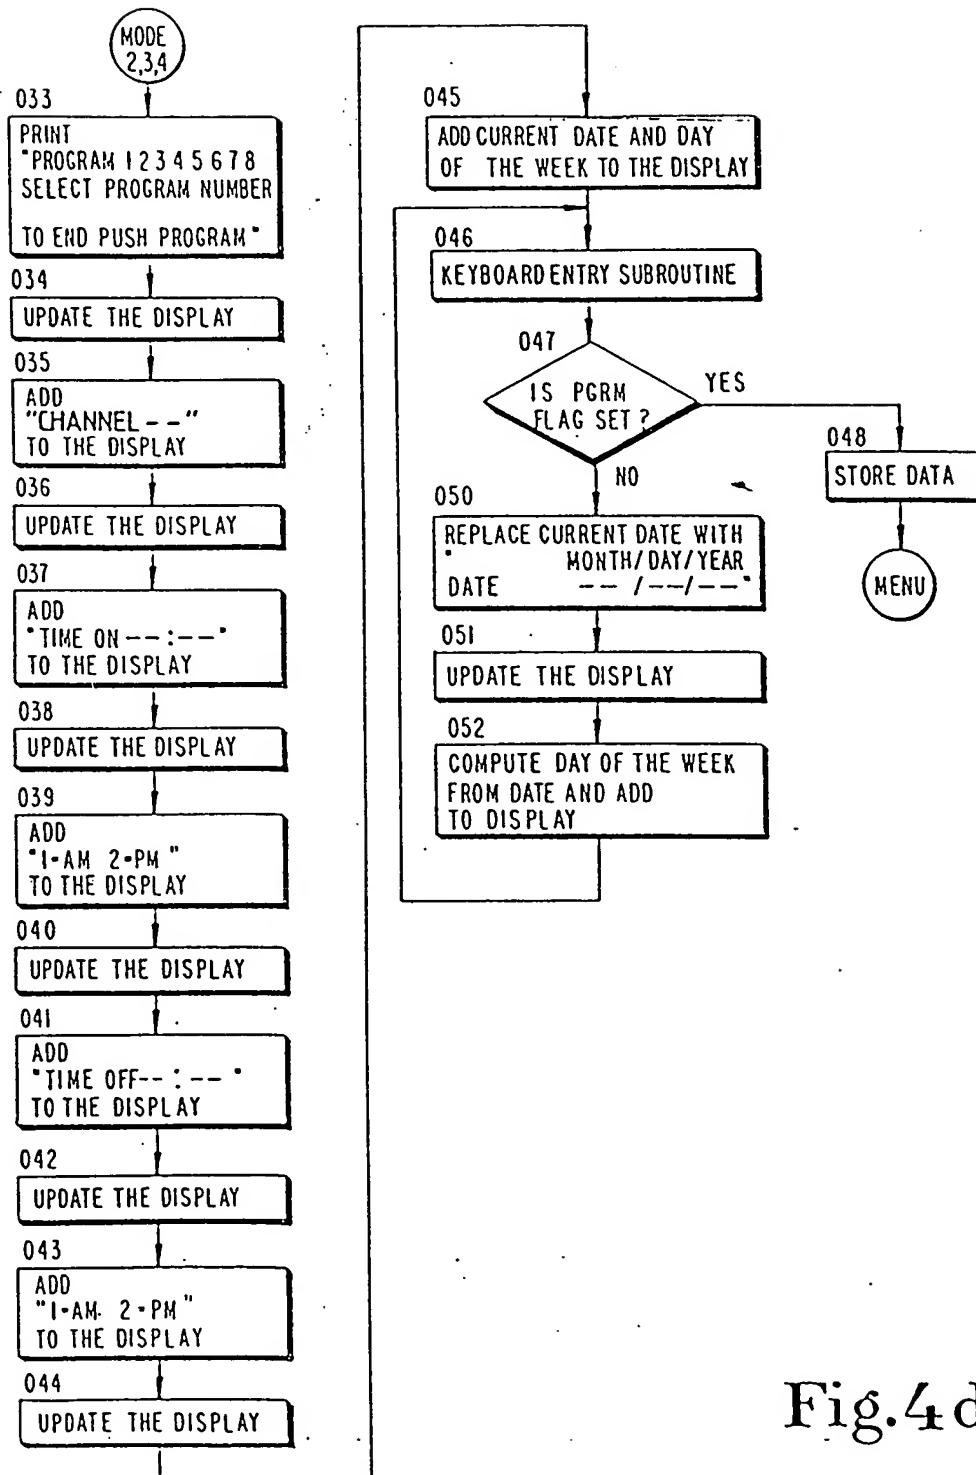 MODE
2,3,4
033
PRINT
"PROGRAM 1 2 3 4 5 6 7 8
SELECT PROGRAM NUMBER
TO END PUSH PROGRAM"
034
UPDATE THE DISPLAY
035
ADD
"CHANNEL --"
TO THE DISPLAY
036
UPDATE THE DISPLAY
037
ADD
"TIME ON --:--"
TO THE DISPLAY
038
UPDATE THE DISPLAY
039
ADD
"1-AM 2-PM"
TO THE DISPLAY
040
UPDATE THE DISPLAY
041
ADD
"TIME OFF--:--"
TO THE DISPLAY
042
UPDATE THE DISPLAY
043
ADD
"1-AM 2-PM"
TO THE DISPLAY
044
UPDATE THE DISPLAY
045
ADD CURRENT DATE AND DAY
OF THE WEEK TO THE DISPLAY
046
KEYBOARD ENTRY SUBROUTINE
047
IS PGRM
FLAG SET?
YES
NO
048
STORE DATA
MENU
050
REPLACE CURRENT DATE WITH
" MONTH/DAY/YEAR
DATE --/--/--"
051
UPDATE THE DISPLAY
052
COMPUTE DAY OF THE WEEK
FROM DATE AND ADD
TO DISPLAY
Fig.4d